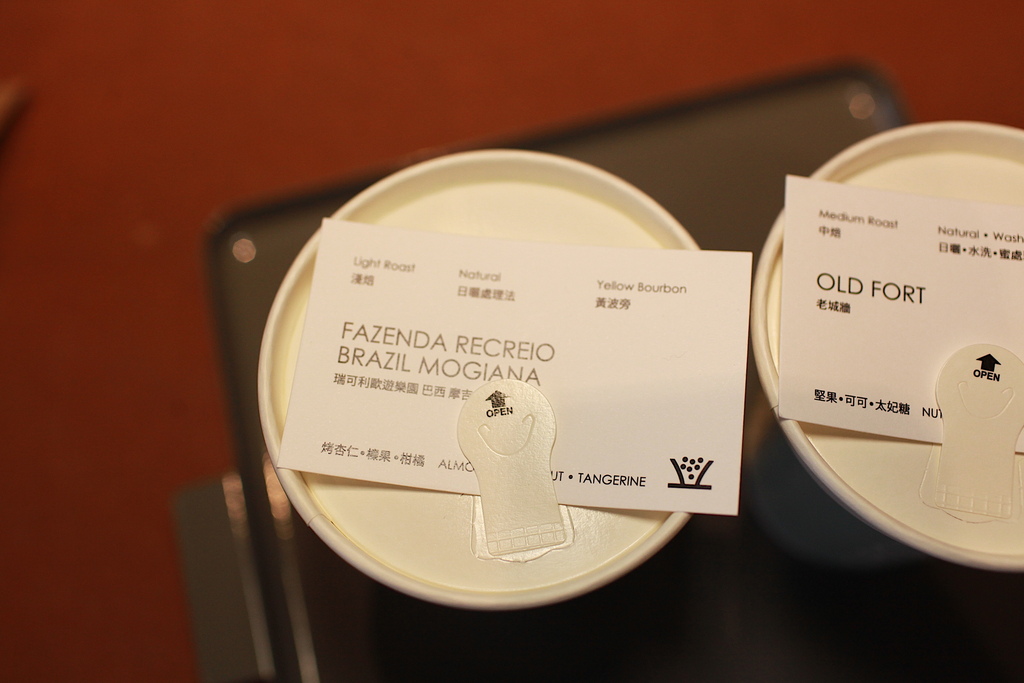 Light Roast
淺焙
Natural
日曬處理法
Yellow Bourbon
黃波旁
FAZENDA RECREIO
BRAZIL MOGIANA
瑞可利歐遊樂園 巴西 摩吉
OPEN
烤杏仁•榛果•柑橘 ALMO UT • TANGERINE
Medium Roast
中焙
Natural • Wash
日曬•水洗•蜜處
OLD FORT
老城牆
OPEN
堅果•可可•太妃糖 NU